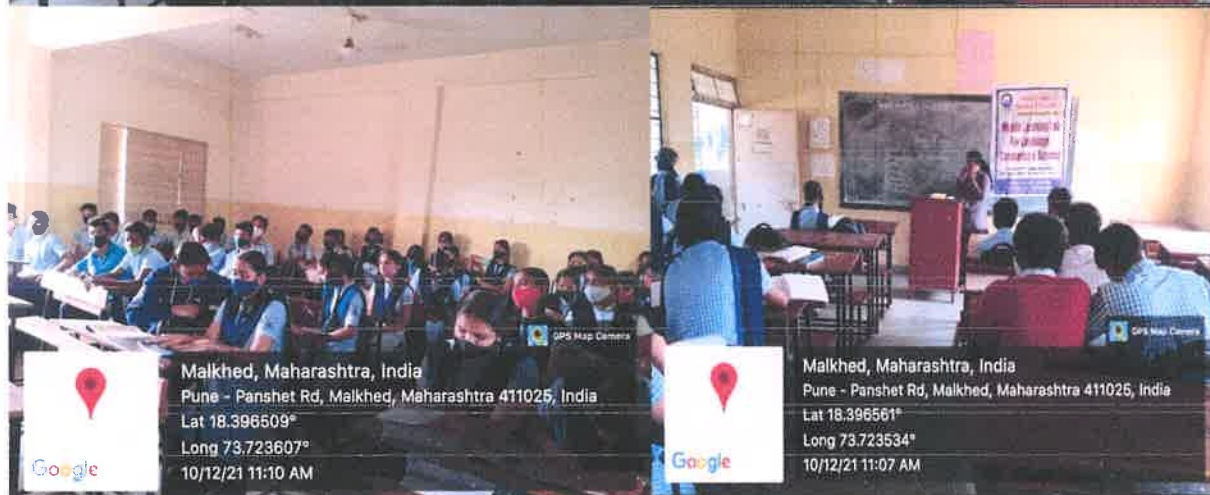 GPS Map Camera
Malkhed, Maharashtra, India
Pune - Panshet Rd, Malkhed, Maharashtra 411025, India
Lat 18.396509°
Long 73.723607°
10/12/21 11:10 AM
Google
GPS Map Camera
Malkhed, Maharashtra, India
Pune - Panshet Rd, Malkhed, Maharashtra 411025, India
Lat 18.396561°
Long 73.723534°
10/12/21 11:07 AM
Google